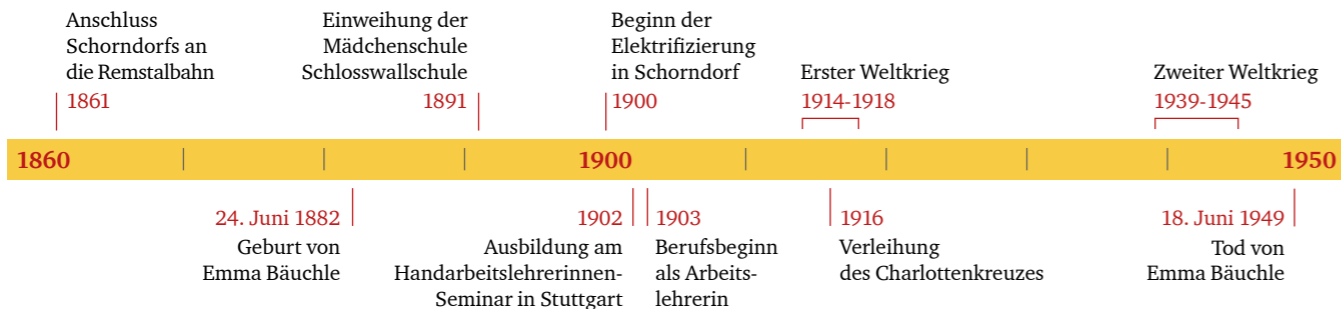 Anschluss
Schorndorfs an
die Remstalbahn
1861
Einweihung der
Mädchenschule
Schlosswallschule
1891
Beginn der
Elektrifizierung
in Schorndorf
1900
Erster Weltkrieg
1914-1918
Zweiter Weltkrieg
1939-1945
1860
1900
1950
24. Juni 1882
Geburt von
Emma Bäuchle
1902
Ausbildung am
Handarbeitslehrerinnen-
Seminar in Stuttgart
1903
Berufsbeginn
als Arbeits-
lehrerin
1916
Verleihung
des Charlottenkreuzes
18. Juni 1949
Tod von
Emma Bäuchle